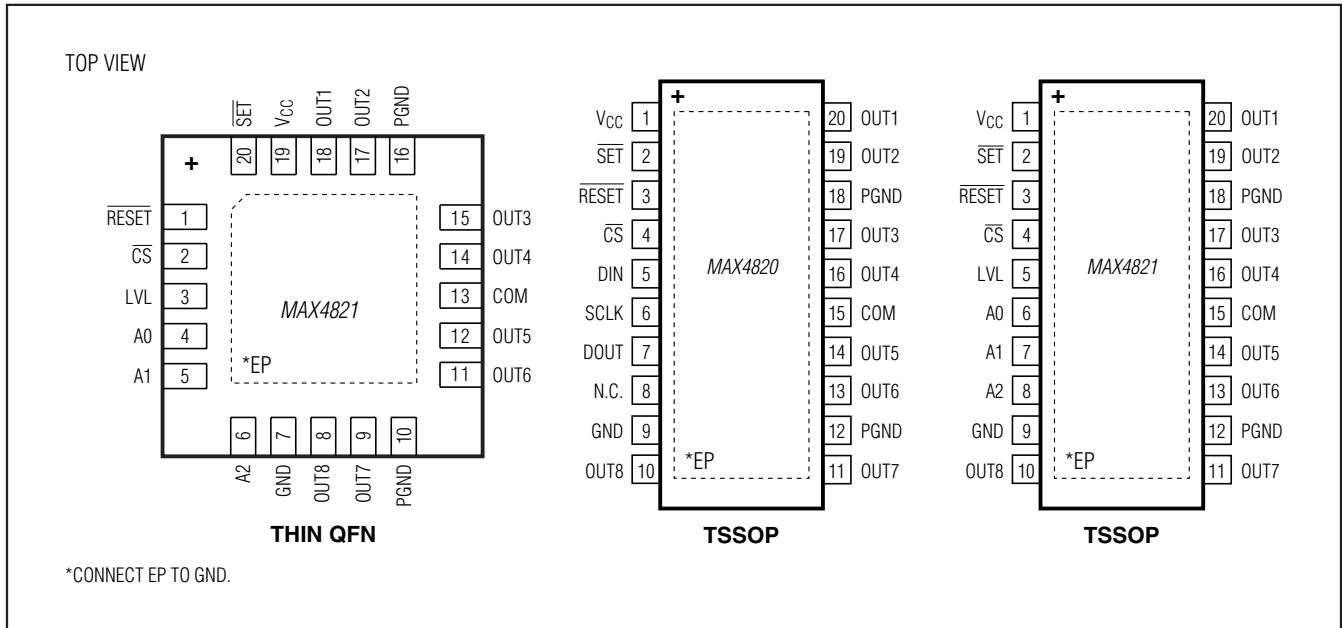 TOP VIEW
SET VCC OUT1 OUT2 PGND
20 19 18 17 16
+
RESET 1
CS 2
LVL 3
A0 4
A1 5
15 OUT3
14 OUT4
13 COM
12 OUT5
11 OUT6
MAX4821
*EP
6 7 8 9 10
A2 GND OUT8 OUT7 PGND
THIN QFN
+
VCC 1 20 OUT1
SET 2 19 OUT2
RESET 3 18 PGND
CS 4 17 OUT3
DIN 5 MAX4820 16 OUT4
SCLK 6 15 COM
DOUT 7 14 OUT5
N.C. 8 13 OUT6
GND 9 12 PGND
OUT8 10 *EP 11 OUT7
TSSOP
+
VCC 1 20 OUT1
SET 2 19 OUT2
RESET 3 18 PGND
CS 4 17 OUT3
LVL 5 MAX4821 16 OUT4
A0 6 15 COM
A1 7 14 OUT5
A2 8 13 OUT6
GND 9 12 PGND
OUT8 10 *EP 11 OUT7
TSSOP
*CONNECT EP TO GND.